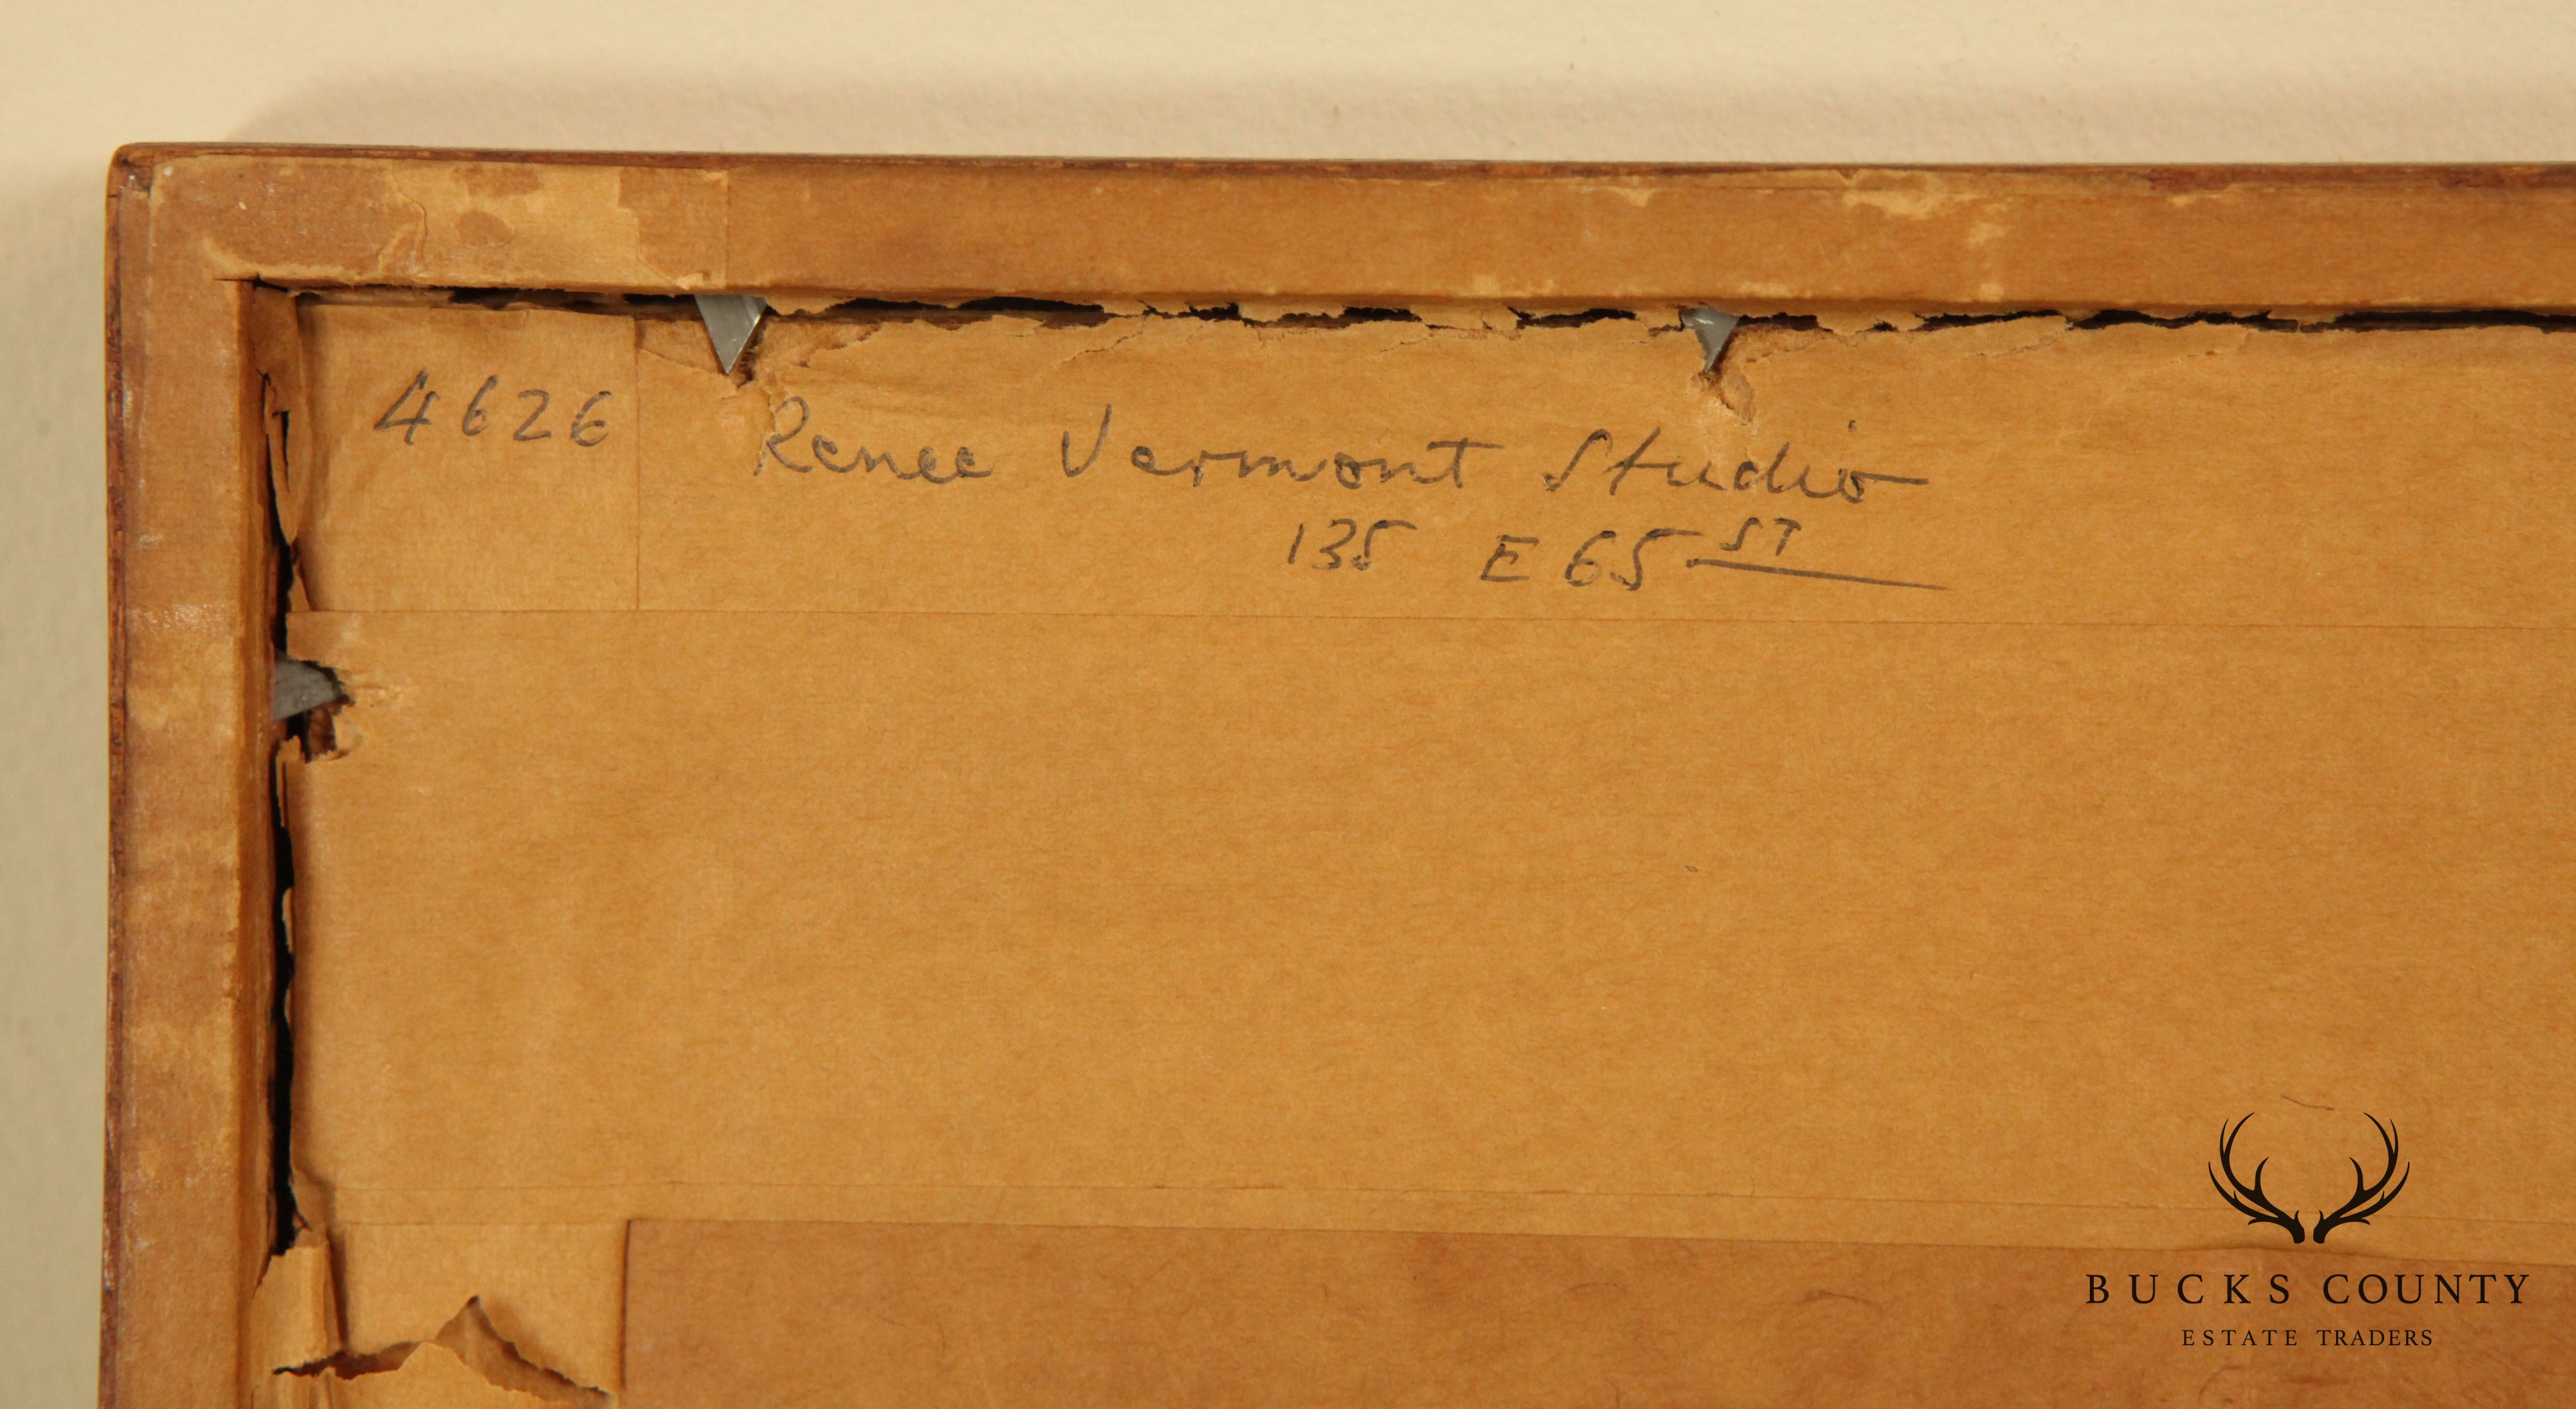 4626 Renee Vermont Studio
135 E 65 ST
BUCKS COUNTY
ESTATE TRADERS